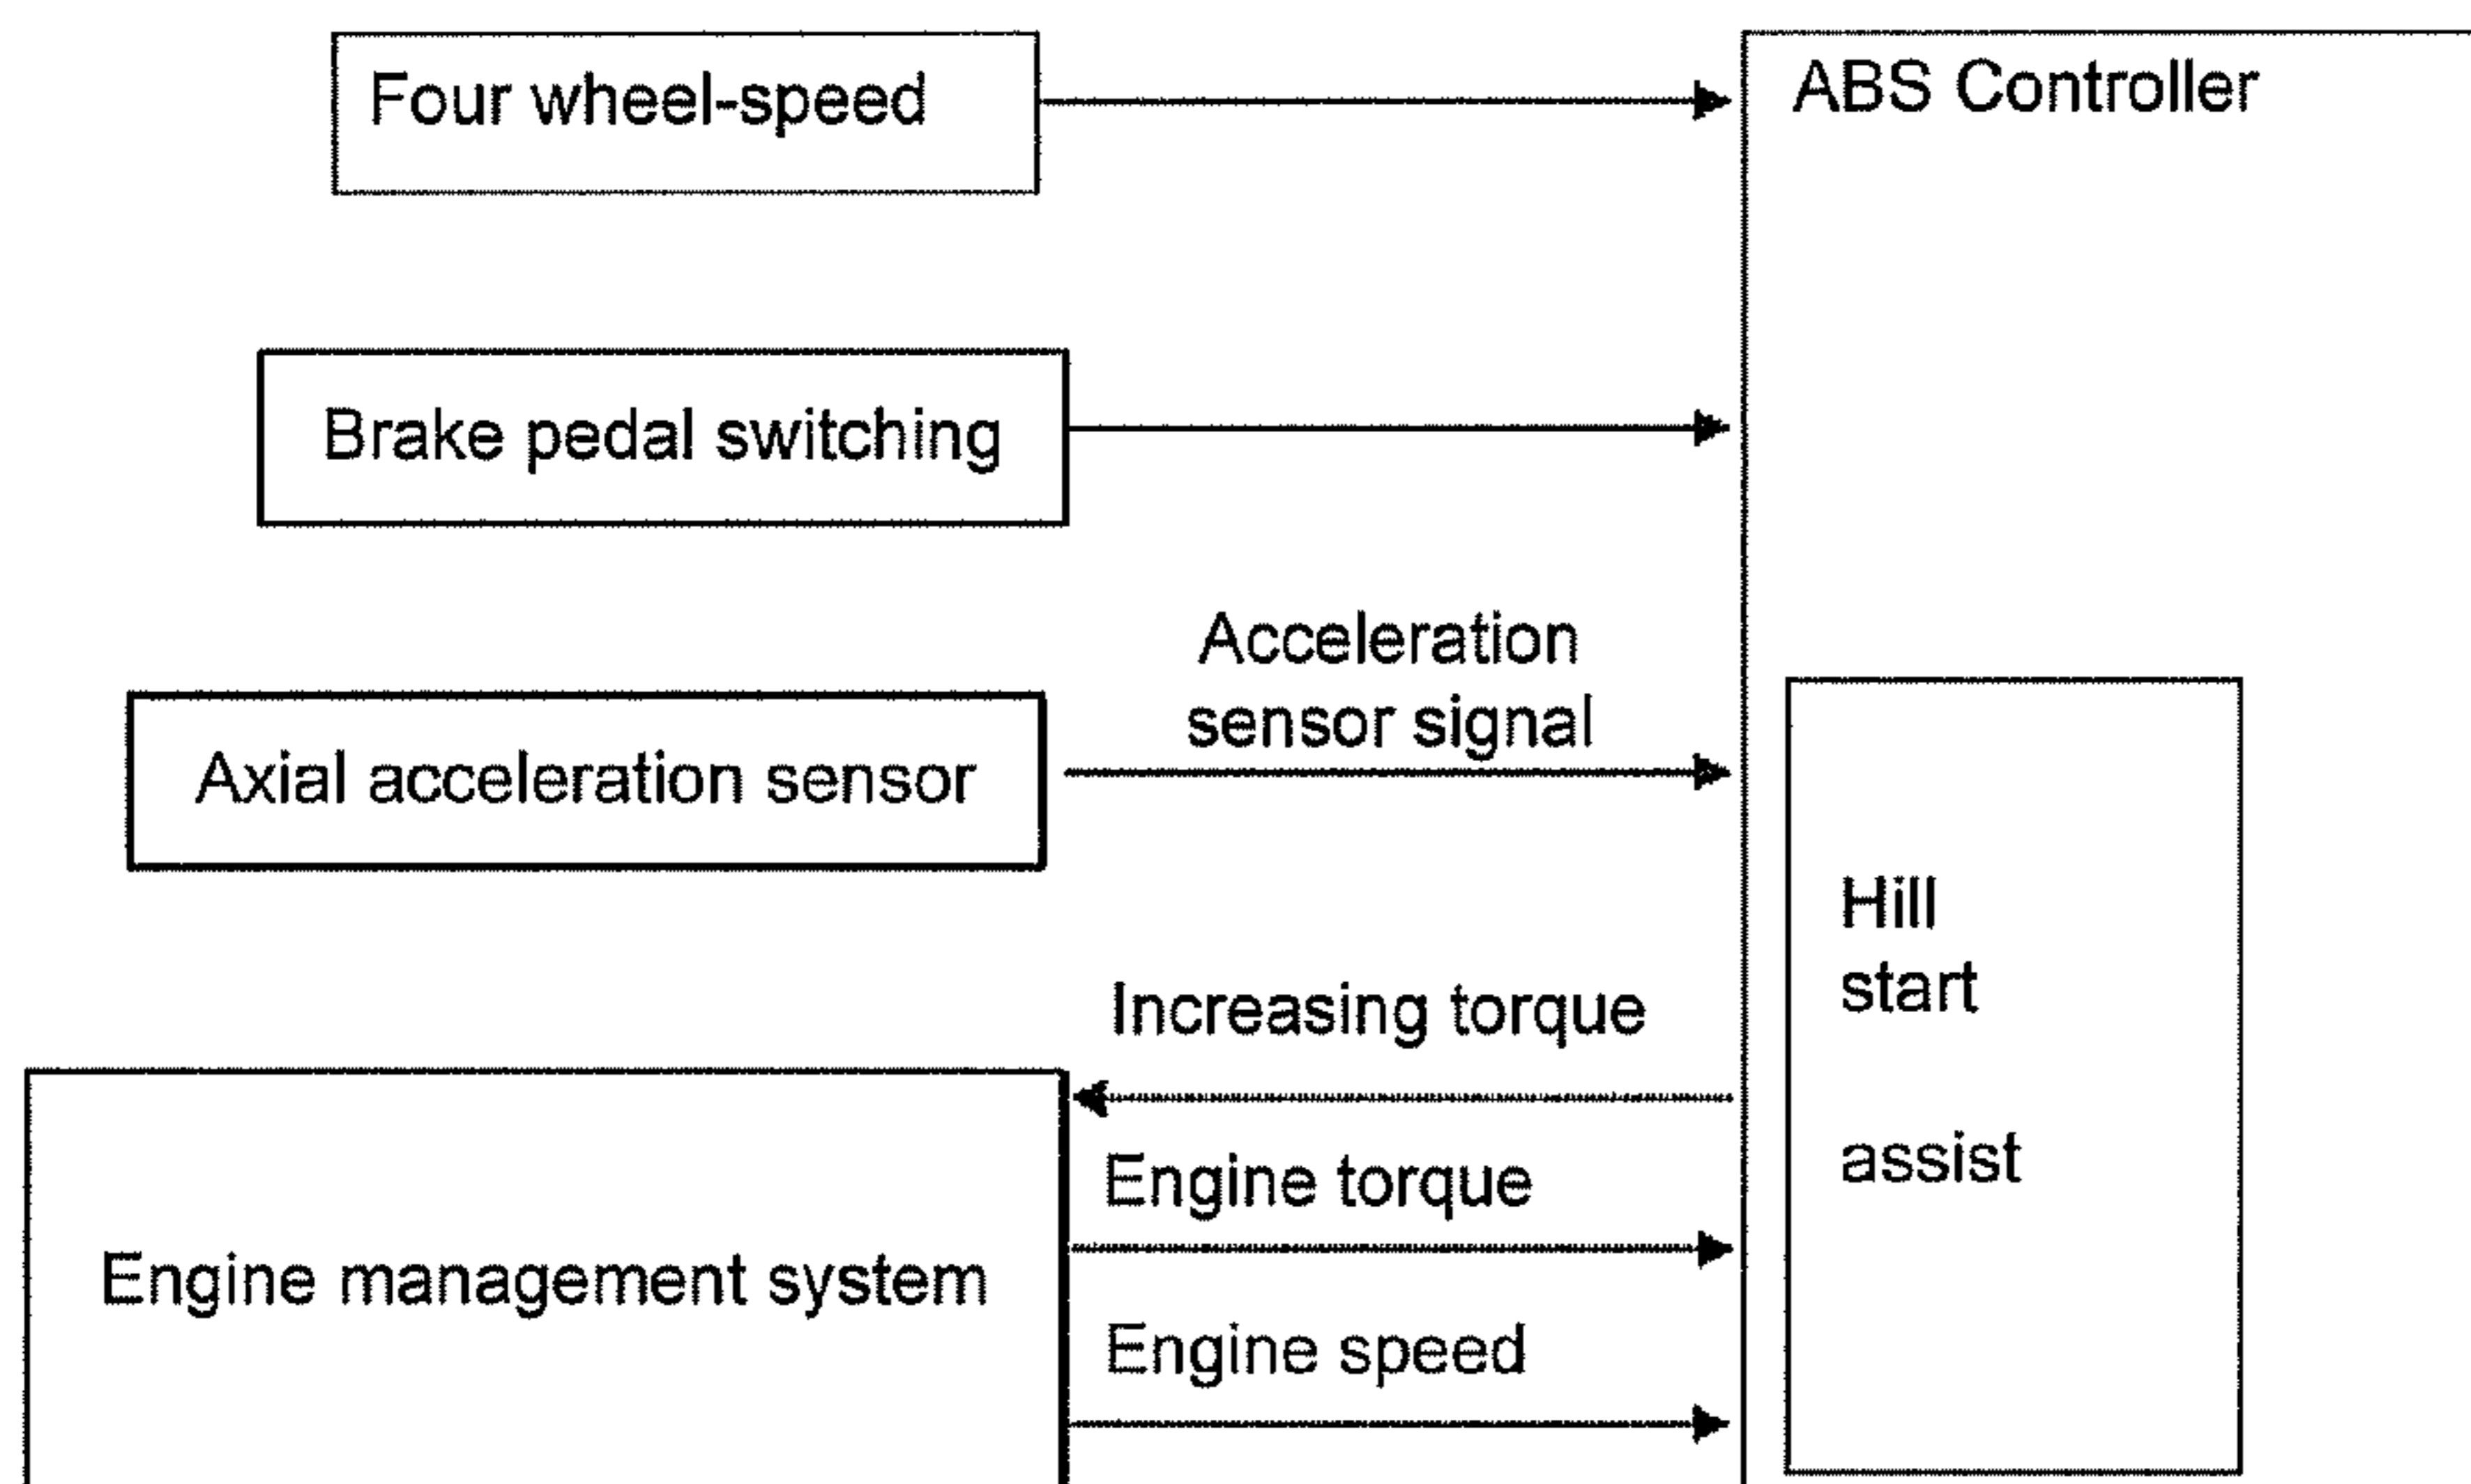 Four wheel-speed
ABS Controller
Brake pedal switching
Acceleration
sensor signal
Axial acceleration sensor
Hill
start
assist
Increasing torque
Engine torque
Engine management system
Engine speed